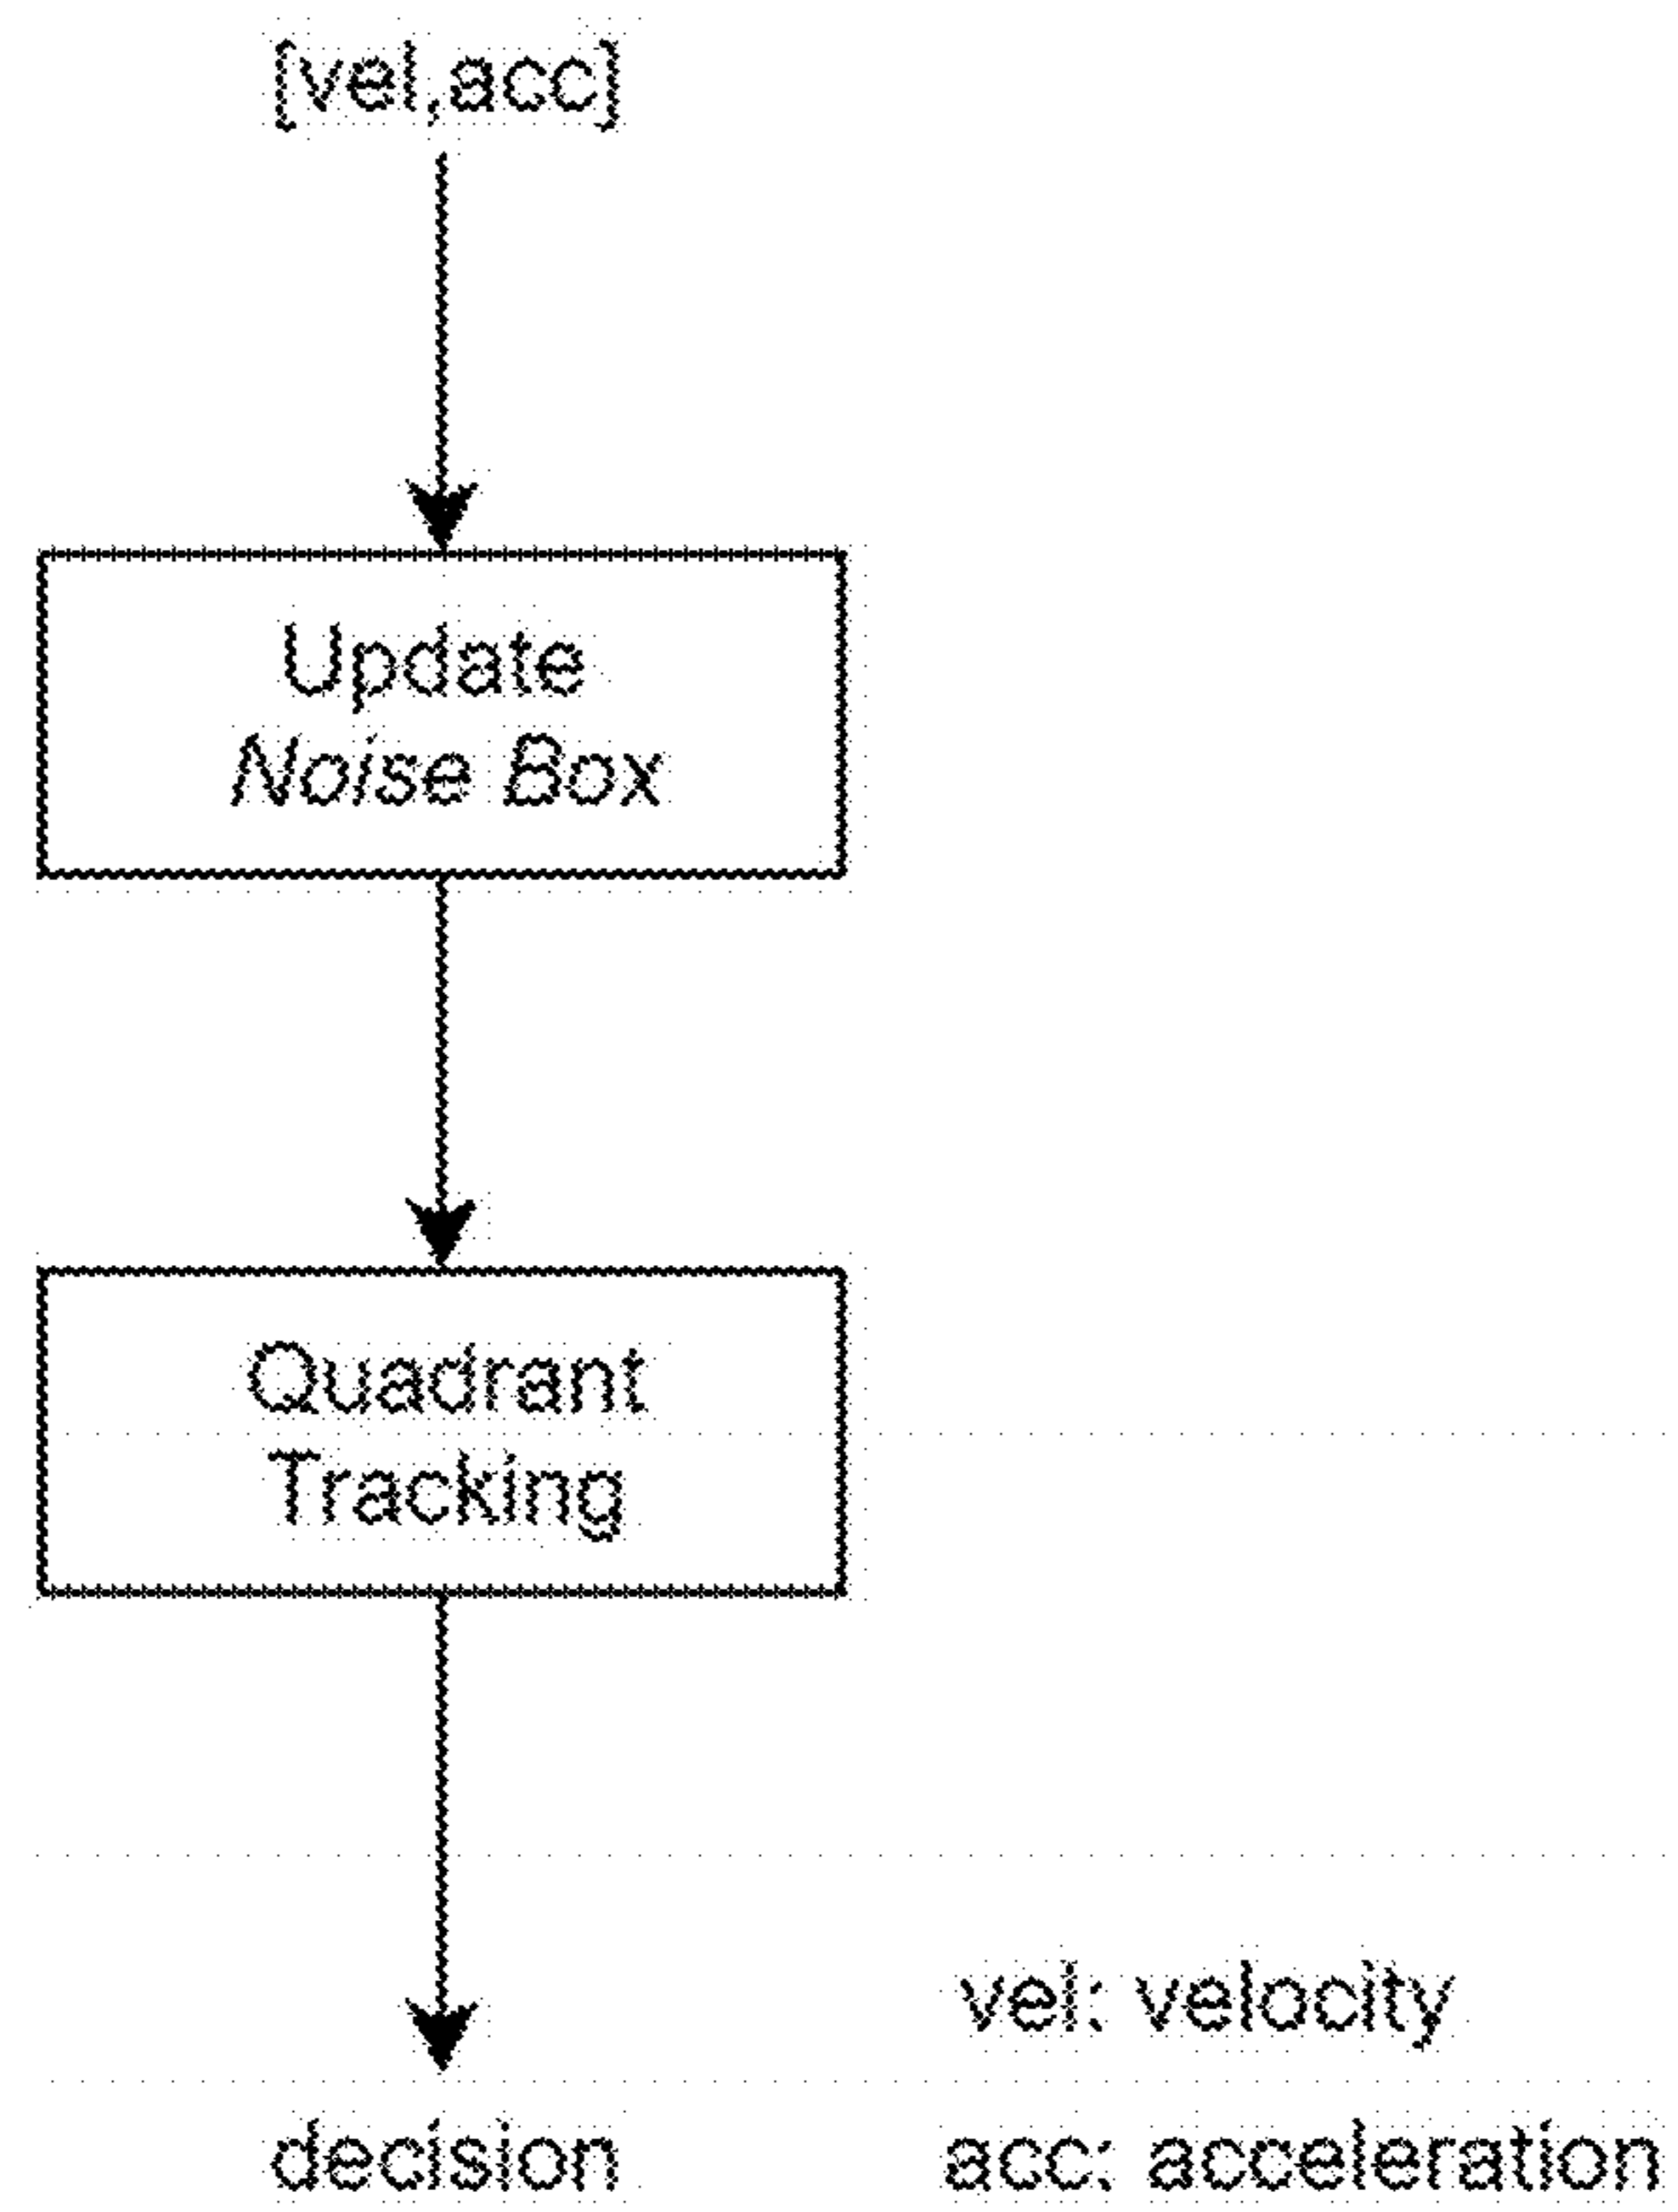 [vel,acc]
Update
Noise Box
Quadrant
Tracking
decision
vel: velocity
acc: acceleration